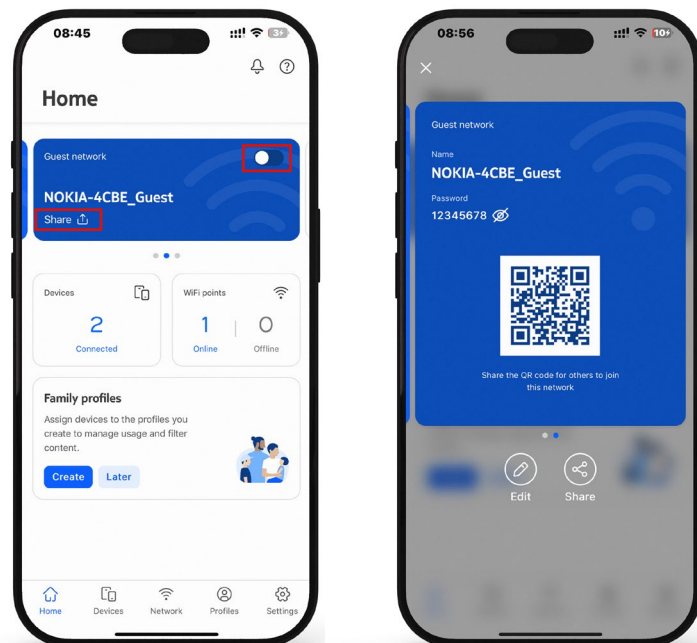 08:45
Home
Guest network
NOKIA-4CBE_Guest
Share
Devices
2
Connected
WiFi points
1
Online
0
Offline
Family profiles
Assign devices to the profiles you
create to manage usage and filter
content.
Create Later
Home Devices Network Profiles Settings
08:56
10
Guest network
Name
NOKIA-4CBE_Guest
Password
12345678
Share the QR code for others to join
this network
Edit Share